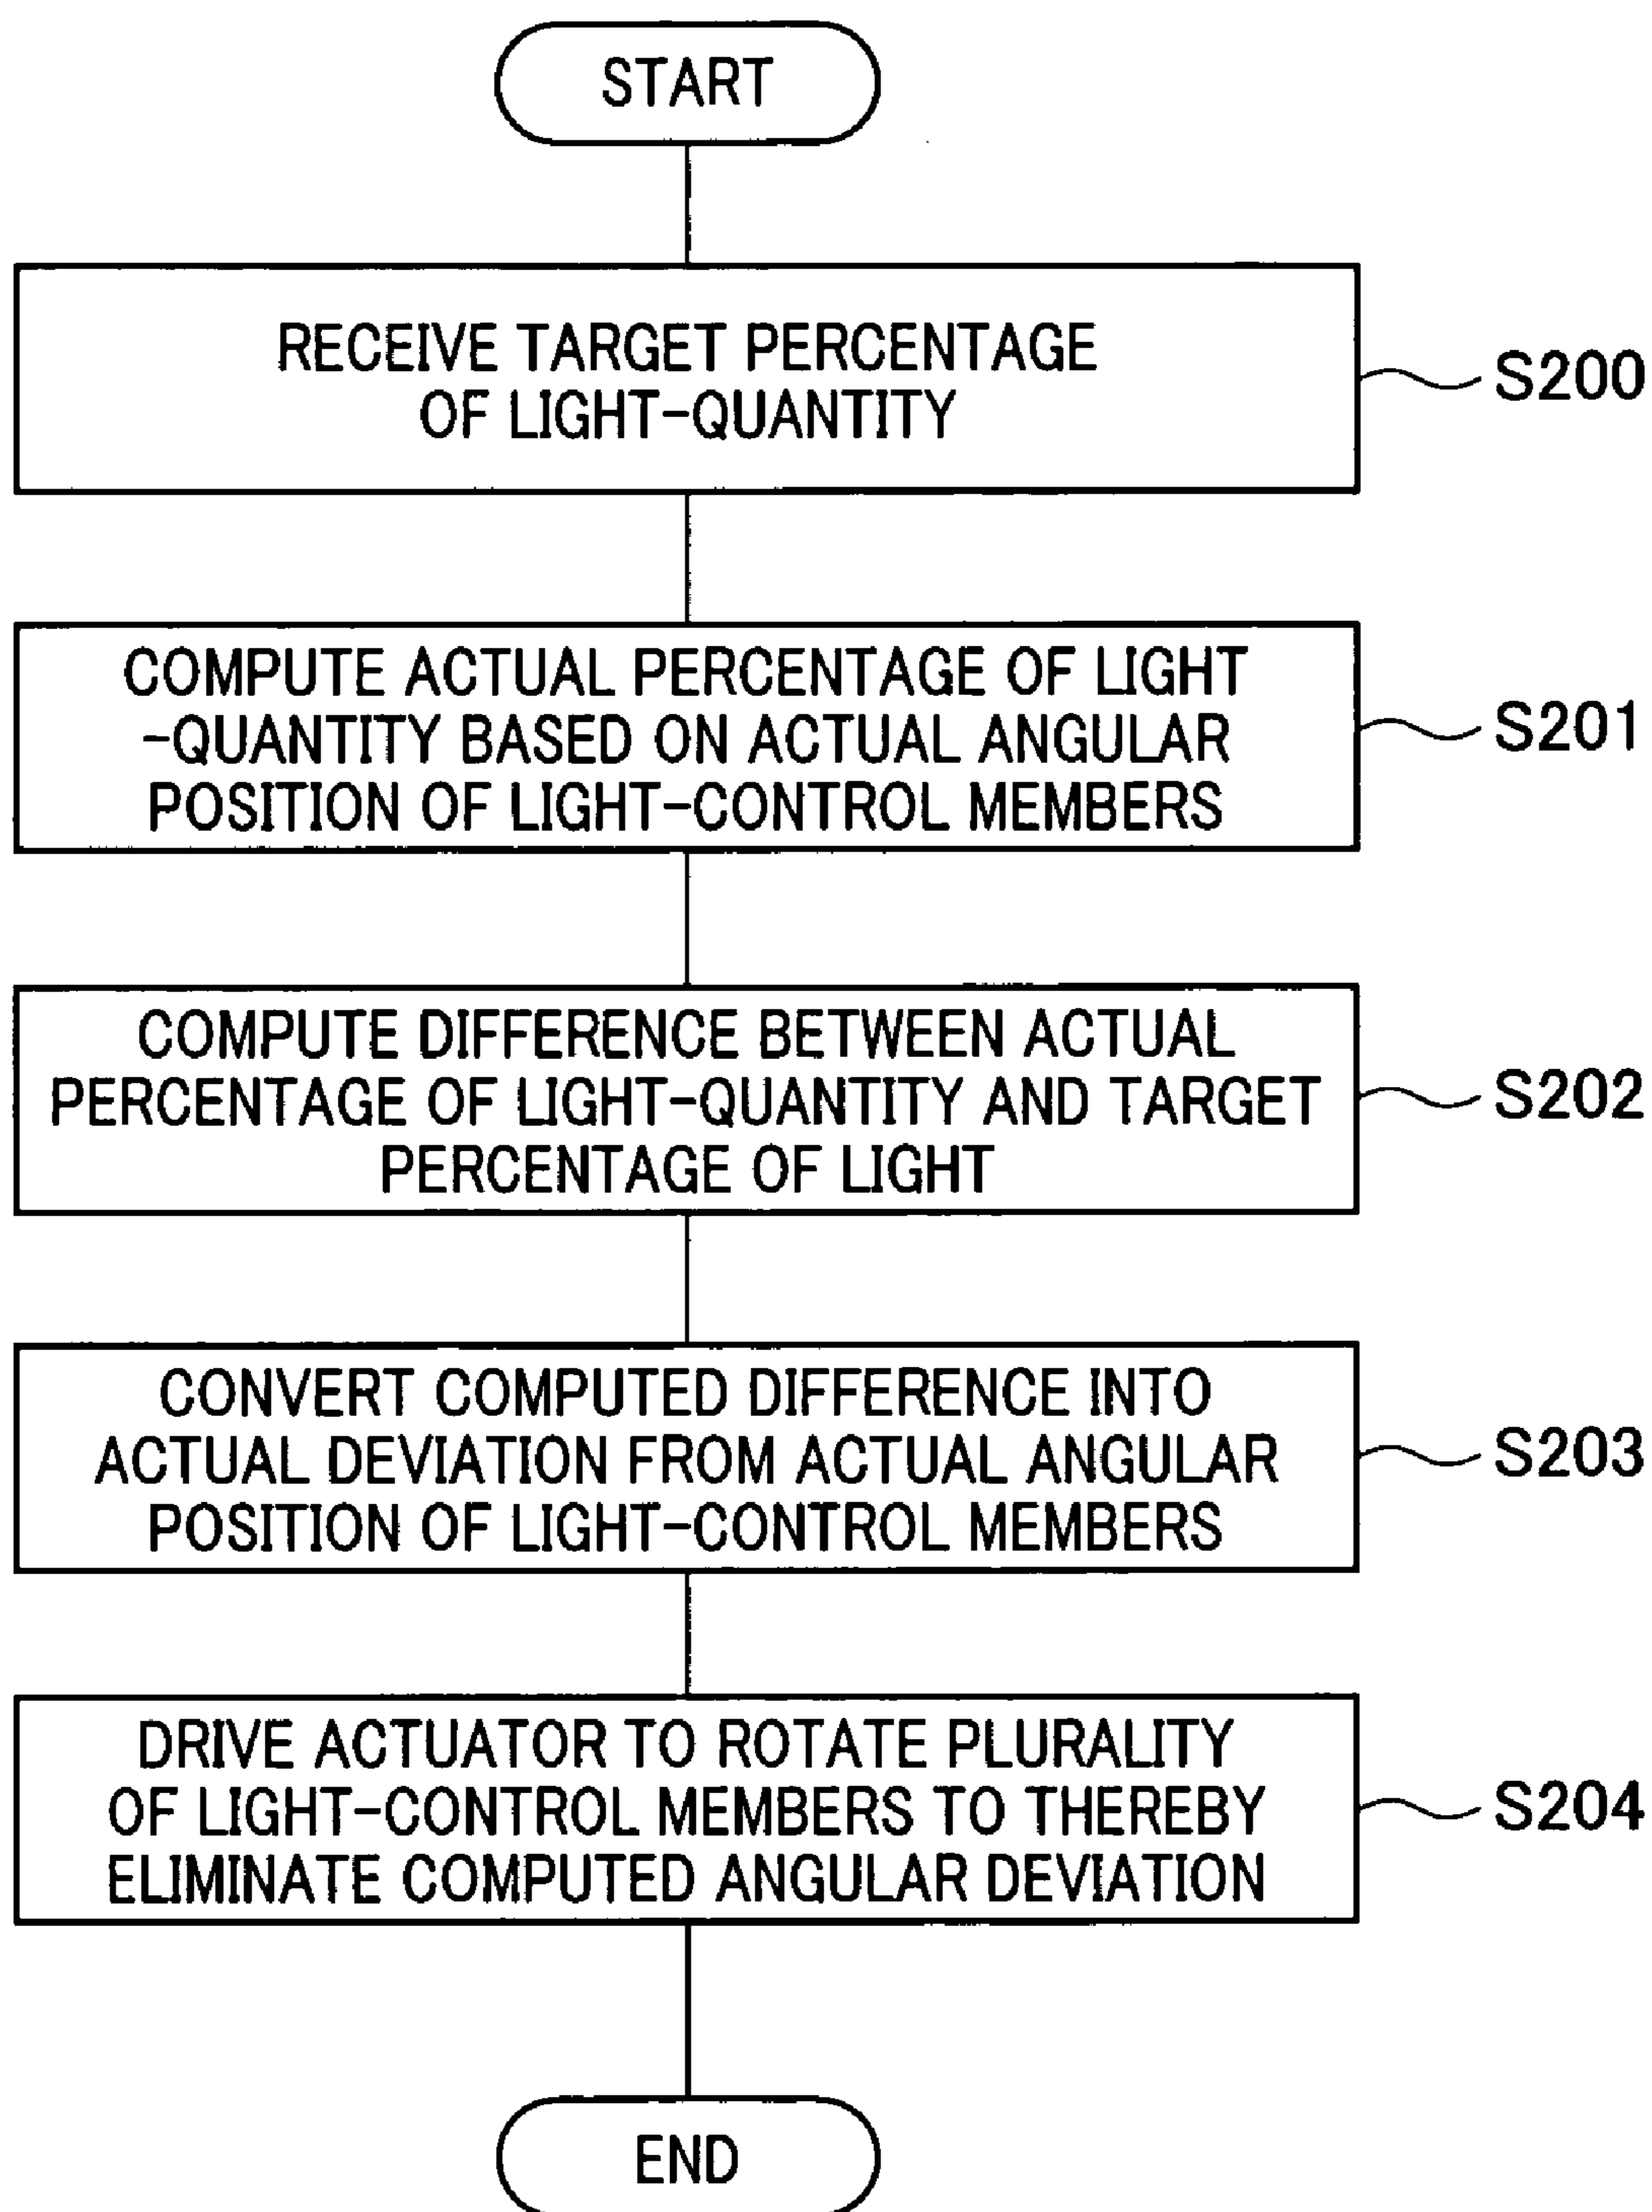 START
RECEIVE TARGET PERCENTAGE
OF LIGHT-QUANTITY
S200
COMPUTE ACTUAL PERCENTAGE OF LIGHT
-QUANTITY BASED ON ACTUAL ANGULAR
POSITION OF LIGHT-CONTROL MEMBERS
S201
COMPUTE DIFFERENCE BETWEEN ACTUAL
PERCENTAGE OF LIGHT-QUANTITY AND TARGET
PERCENTAGE OF LIGHT
S202
CONVERT COMPUTED DIFFERENCE INTO
ACTUAL DEVIATION FROM ACTUAL ANGULAR
POSITION OF LIGHT-CONTROL MEMBERS
S203
DRIVE ACTUATOR TO ROTATE PLURALITY
OF LIGHT-CONTROL MEMBERS TO THEREBY
ELIMINATE COMPUTED ANGULAR DEVIATION
S204
END